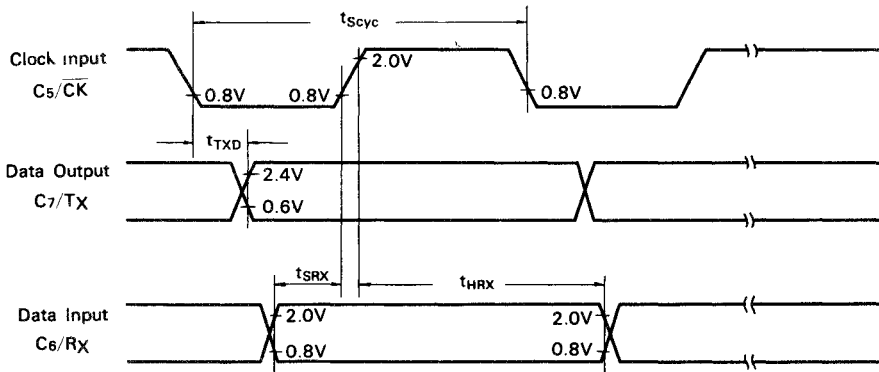 tScyc
Clock Input
C5/CK
0.8V
0.8V
2.0V
0.8V
tTXD
Data Output
C7/TX
2.4V
0.6V
tSRX
tHRX
Data Input
C6/RX
2.0V
0.8V
2.0V
0.8V